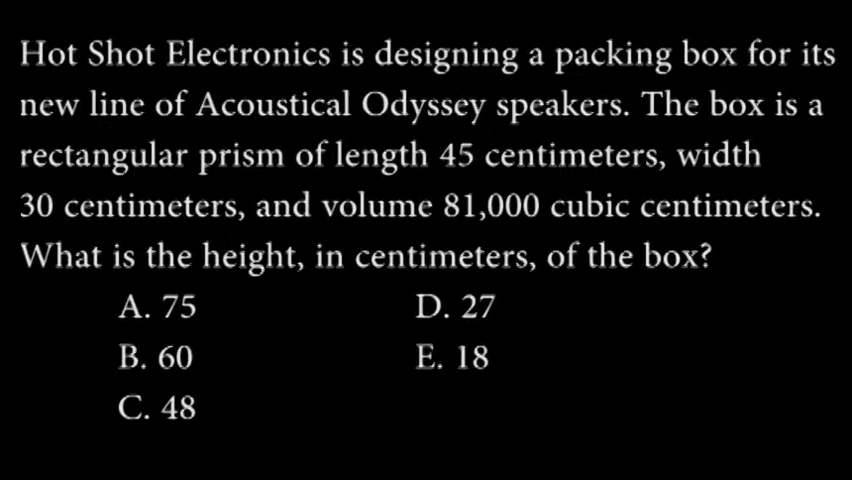 Hot Shot Electronics is designing a packing box for its
new line of Acoustical Odyssey speakers. The box is a
rectangular prism of length 45 centimeters, width
30 centimeters, and volume 81,000 cubic centimeters.
What is the height, in centimeters, of the box?
A. 75 D. 27
B. 60 E. 18
C. 48